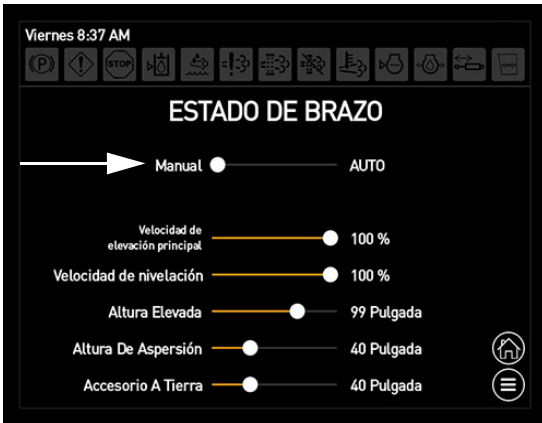 Viernes 8:37 AM
(P) STOP
ESTADO DE BRAZO
Manual AUTO
Velocidad de
elevación principal 100 %
Velocidad de nivelación 100 %
Altura Elevada 99 Pulgada
Altura De Aspersión 40 Pulgada
Accesorio A Tierra 40 Pulgada